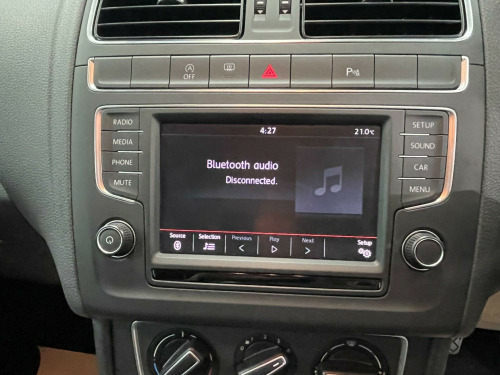 A OFF
P
RADIO
MEDIA
PHONE
MUTE
4:27 21.0°C
Bluetooth audio
Disconnected.
Source Selection Previous Play Next Setup
SETUP
SOUND
CAR
MENU